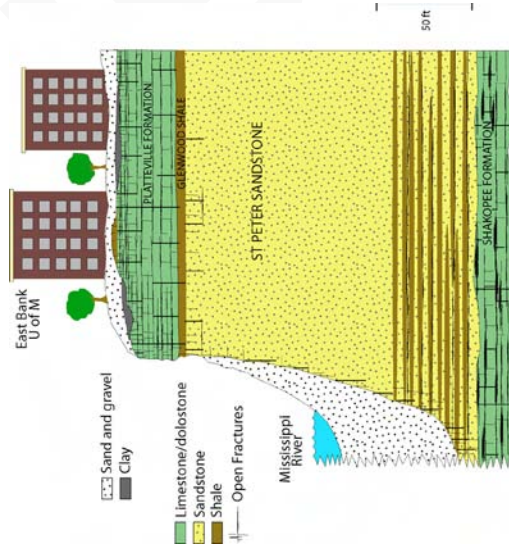 East Bank
U of M
Sand and gravel
Clay
Limestone/dolostone
Sandstone
Shale
Open Fractures
Mississippi
River
PLATTEVILLE FORMATION
GLENWOOD SHALE
ST PETER SANDSTONE
SHAKOPEE FORMATION
50 ft